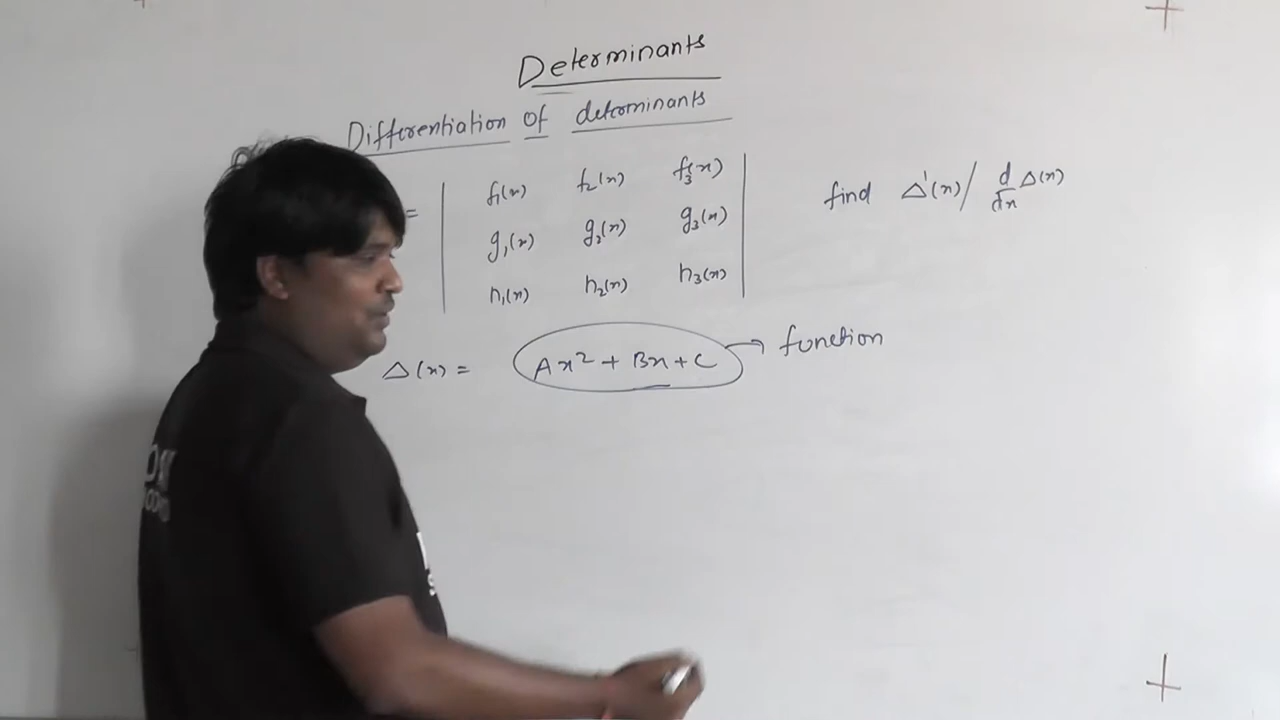 Determinants
Differentiation of determinants
= | f₁(x) f₂(x) f₃(x) | find Δ'(x) / d/dx Δ(x)
g₁(x) g₂(x) g₃(x)
h₁(x) h₂(x) h₃(x)
Δ(x) = Ax² + Bx + C → function